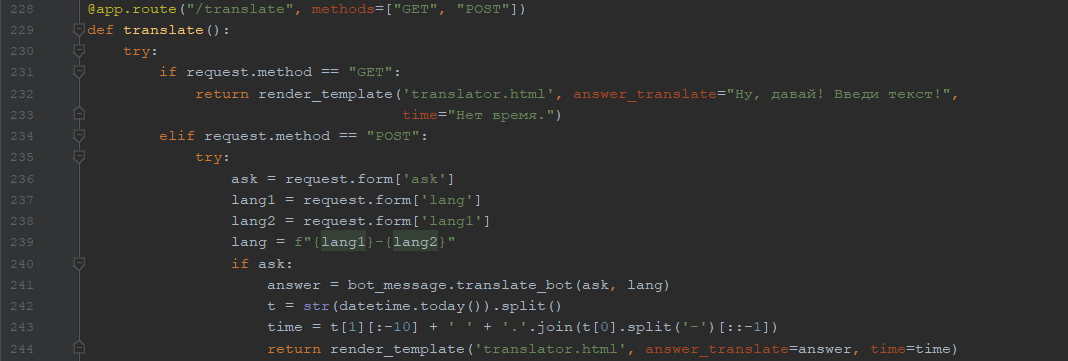 228 @app.route("/translate", methods=["GET", "POST"])
229 def translate():
230     try:
231         if request.method == "GET":
232             return render_template('translator.html', answer_translate="Ну, давай! Введи текст!",
233                                    time="Нет время.")
234         elif request.method == "POST":
235             try:
236                 ask = request.form['ask']
237                 lang1 = request.form['lang']
238                 lang2 = request.form['lang1']
239                 lang = f"{lang1}-{lang2}"
240                 if ask:
241                     answer = bot_message.translate_bot(ask, lang)
242                     t = str(datetime.today()).split()
243                     time = t[1][:-10] + ' ' + '.'.join(t[0].split('-')[::-1])
244                     return render_template('translator.html', answer_translate=answer, time=time)